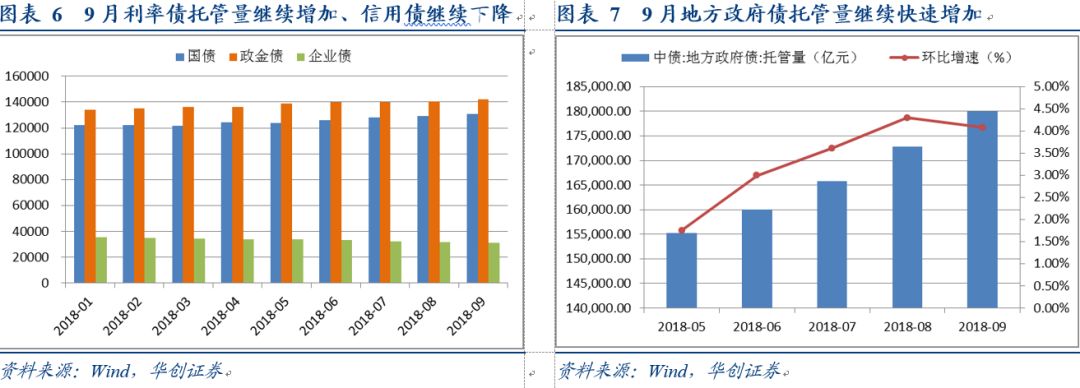 图表 6 9 月利率债托管量继续增加、信用债继续下降
国债 政金债 企业债
160000
140000
120000
100000
80000
60000
40000
20000
0
2018-01 2018-02 2018-03 2018-04 2018-05 2018-06 2018-07 2018-08 2018-09
资料来源：Wind，华创证券
图表 7 9 月地方政府债托管量继续快速增加
中债:地方政府债:托管量（亿元） 环比增速（%）
185,000.00 5.00%
180,000.00 4.50%
175,000.00 4.00%
170,000.00 3.50%
165,000.00 3.00%
160,000.00 2.50%
155,000.00 2.00%
150,000.00 1.50%
145,000.00 1.00%
140,000.00 0.50%
0.00%
2018-05 2018-06 2018-07 2018-08 2018-09
资料来源：Wind，华创证券